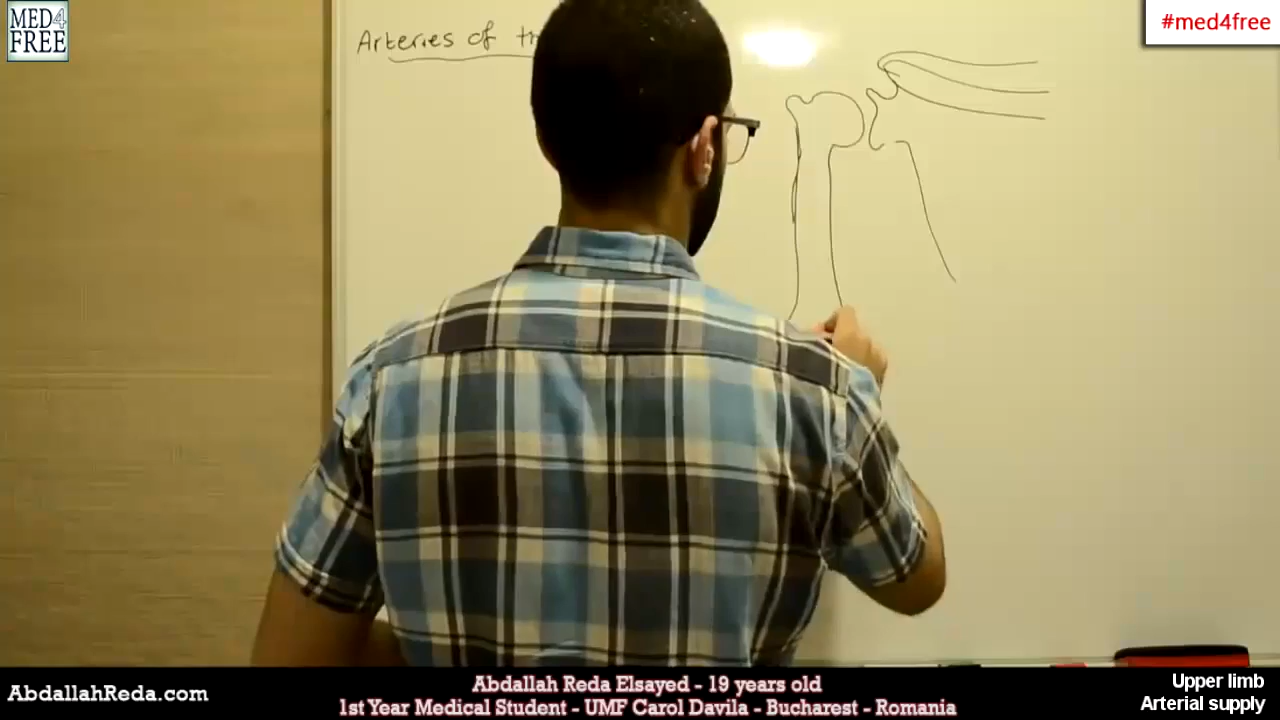 MED4
FREE
#med4free
Arteries of
AbdallahReda.com
Abdallah Reda Elsayed - 19 years old
1st Year Medical Student - UMF Carol Davila - Bucharest - Romania
Upper limb
Arterial supply